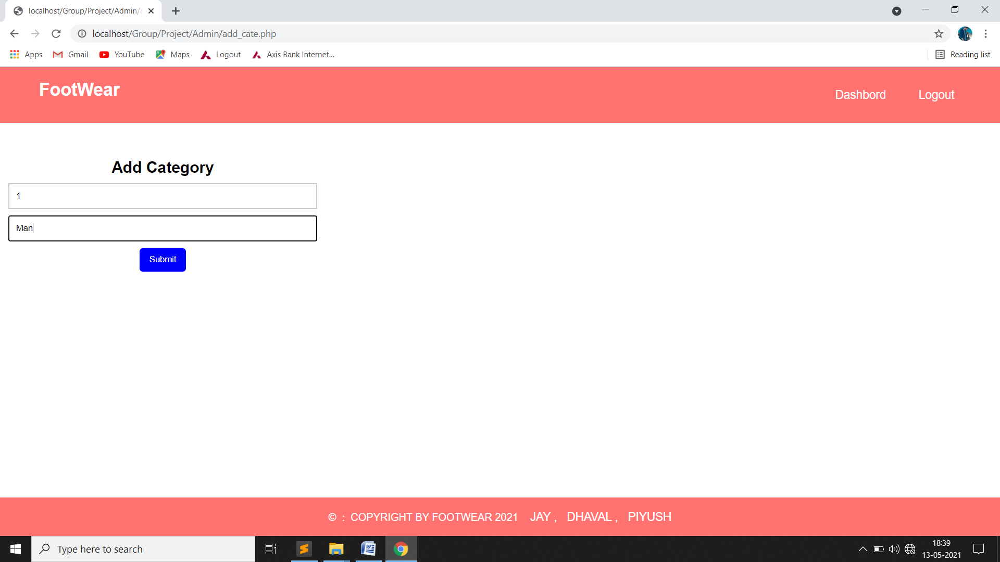 localhost/Group/Project/Admin/a
localhost/Group/Project/Admin/add_cate.php
Apps Gmail YouTube Maps Logout Axis Bank Internet... Reading list
FootWear Dashbord Logout
Add Category
1
Man
Submit
© : COPYRIGHT BY FOOTWEAR 2021 JAY , DHAVAL , PIYUSH
Type here to search
18:39
13-05-2021